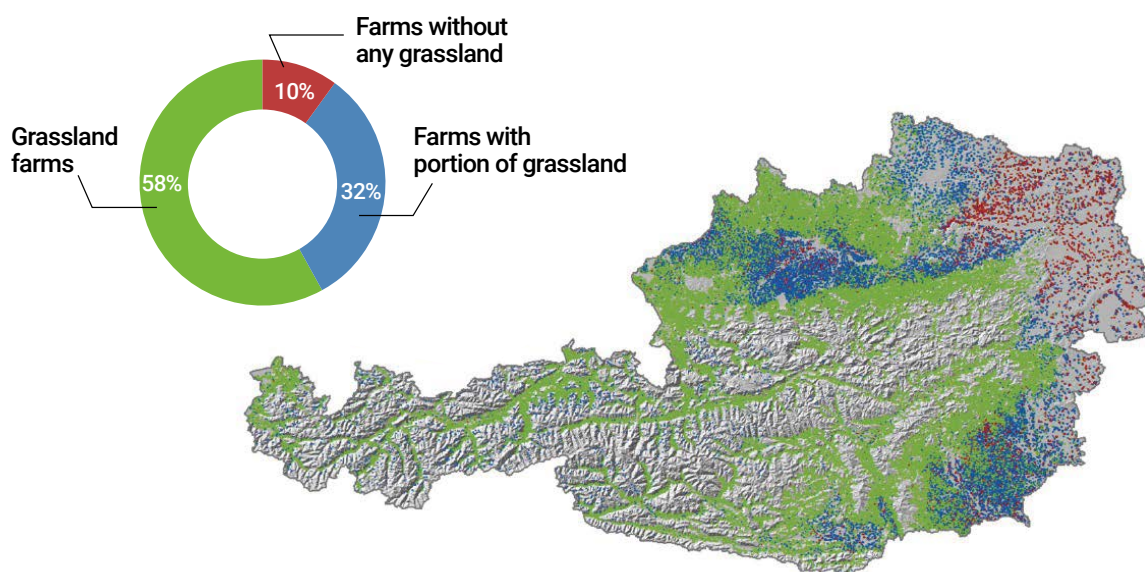 Farms without
any grassland
10%
Grassland
farms
58%
Farms with
portion of grassland
32%